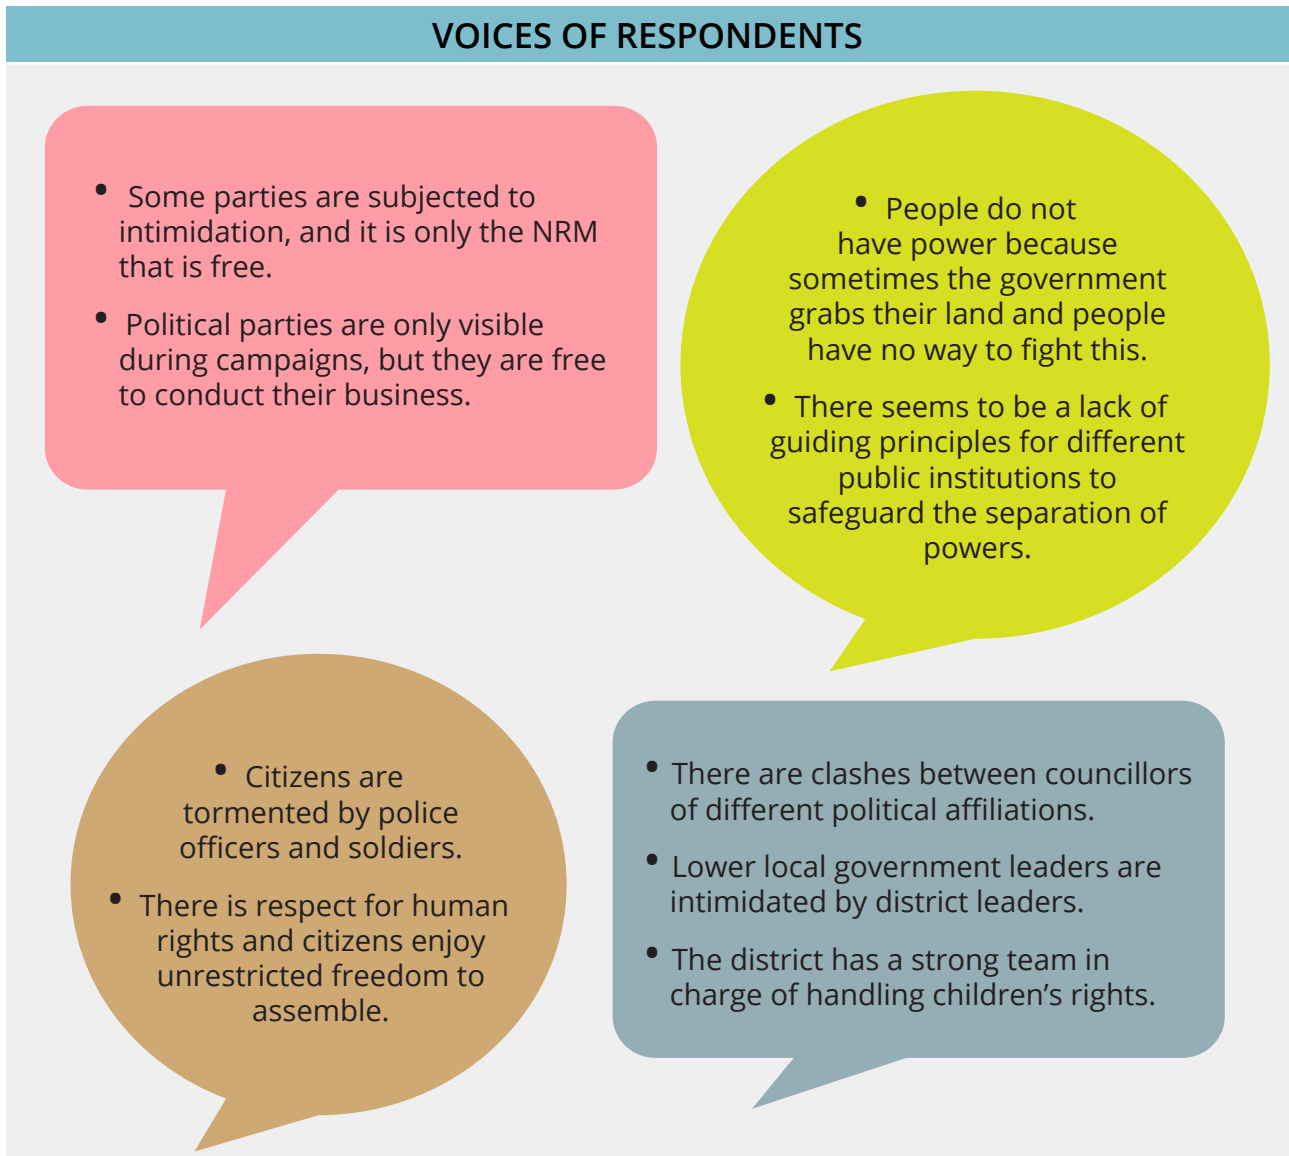 VOICES OF RESPONDENTS
• Some parties are subjected to
intimidation, and it is only the NRM
that is free.
• Political parties are only visible
during campaigns, but they are free
to conduct their business.
• People do not
have power because
sometimes the government
grabs their land and people
have no way to fight this.
• There seems to be a lack of
guiding principles for different
public institutions to
safeguard the separation of
powers.
• Citizens are
tormented by police
officers and soldiers.
• There is respect for human
rights and citizens enjoy
unrestricted freedom to
assemble.
• There are clashes between councillors
of different political affiliations.
• Lower local government leaders are
intimidated by district leaders.
• The district has a strong team in
charge of handling children’s rights.